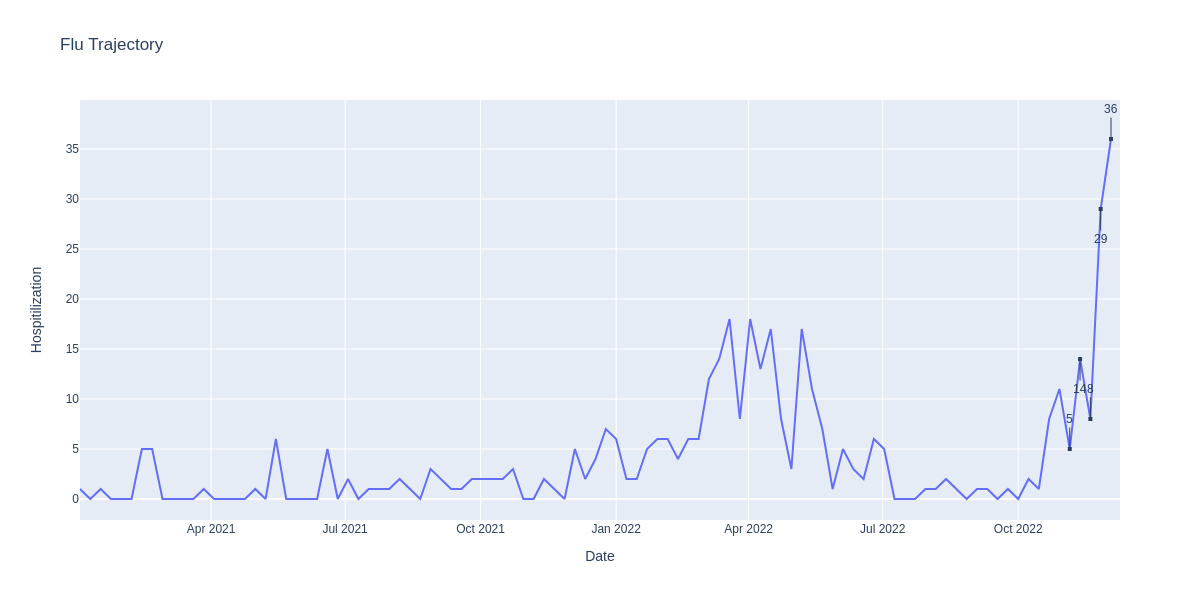 Flu Trajectory
36
35
30
29
25
20
15
14
8
10
5
5
0
Hospitilization
Apr 2021
Jul 2021
Oct 2021
Jan 2022
Apr 2022
Jul 2022
Oct 2022
Date